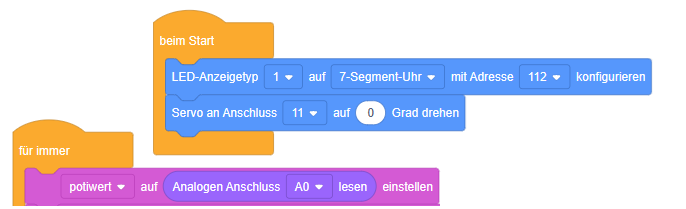 beim Start
LED-Anzeigetyp 1 auf 7-Segment-Uhr mit Adresse 112 konfigurieren
Servo an Anschluss 11 auf 0 Grad drehen
für immer
potiwert auf Analogen Anschluss A0 lesen einstellen